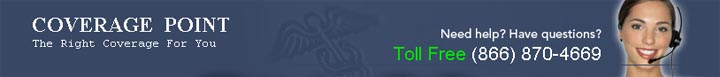 COVERAGE POINT
The Right Coverage For You
Need help? Have questions?
Toll Free (866) 870-4669